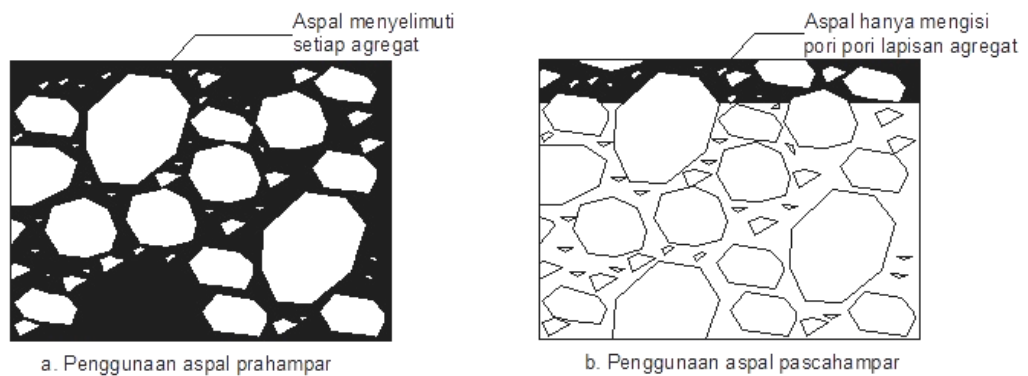 Aspal menyelimuti
setiap agregat
Aspal hanya mengisi
pori pori lapisan agregat
a. Penggunaan aspal prahampar
b. Penggunaan aspal pascahampar